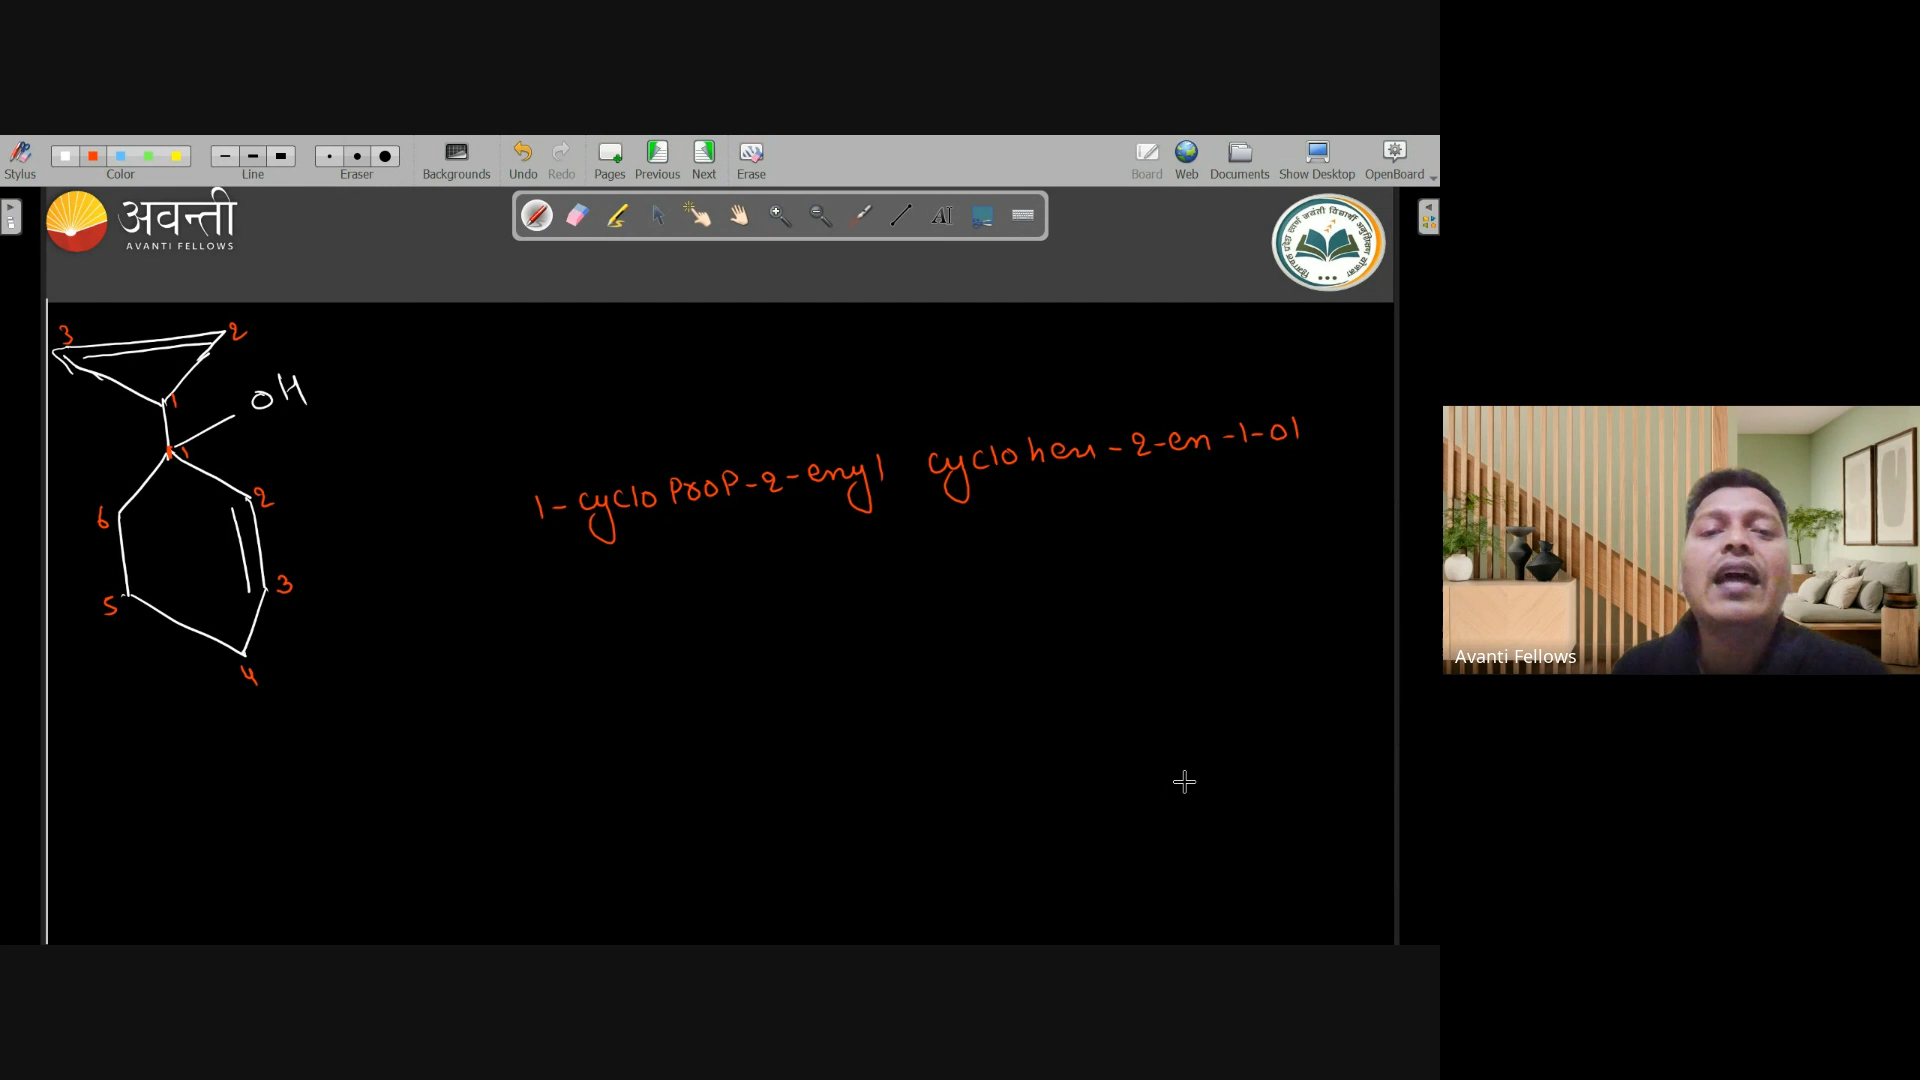 Stylus
Color
Line
Eraser
Backgrounds
Undo
Redo
Pages
Previous
Next
Erase
Board
Web
Documents
Show Desktop
OpenBoard
अवन्ती
AVANTI FELLOWS
3
2
1
OH
1
2
6
3
5
4
1-cycloprop-2-enyl cyclohex-2-en-1-ol
Avanti Fellows